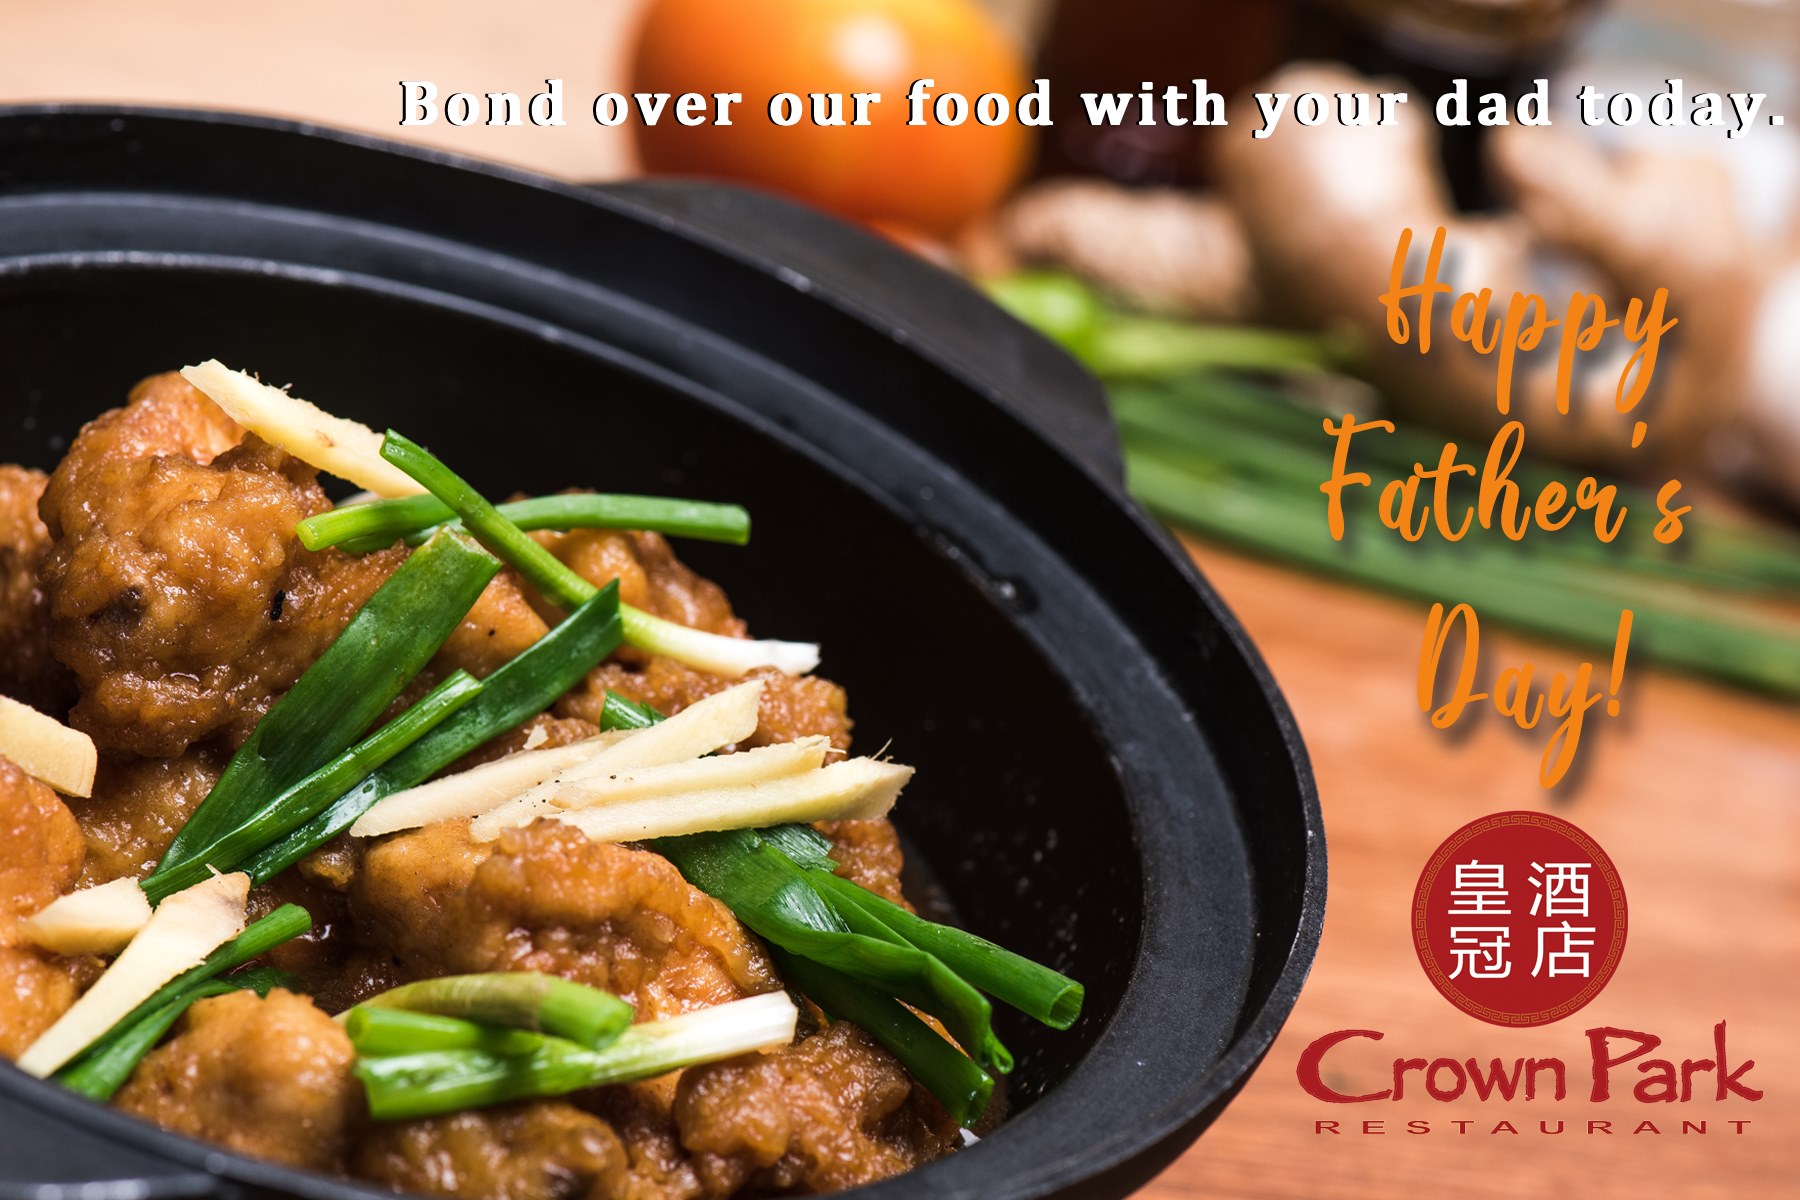 Bond over our food with your dad today.
Happy
Father's
Day!
皇 酒
冠 店
Crown Park
RESTAURANT